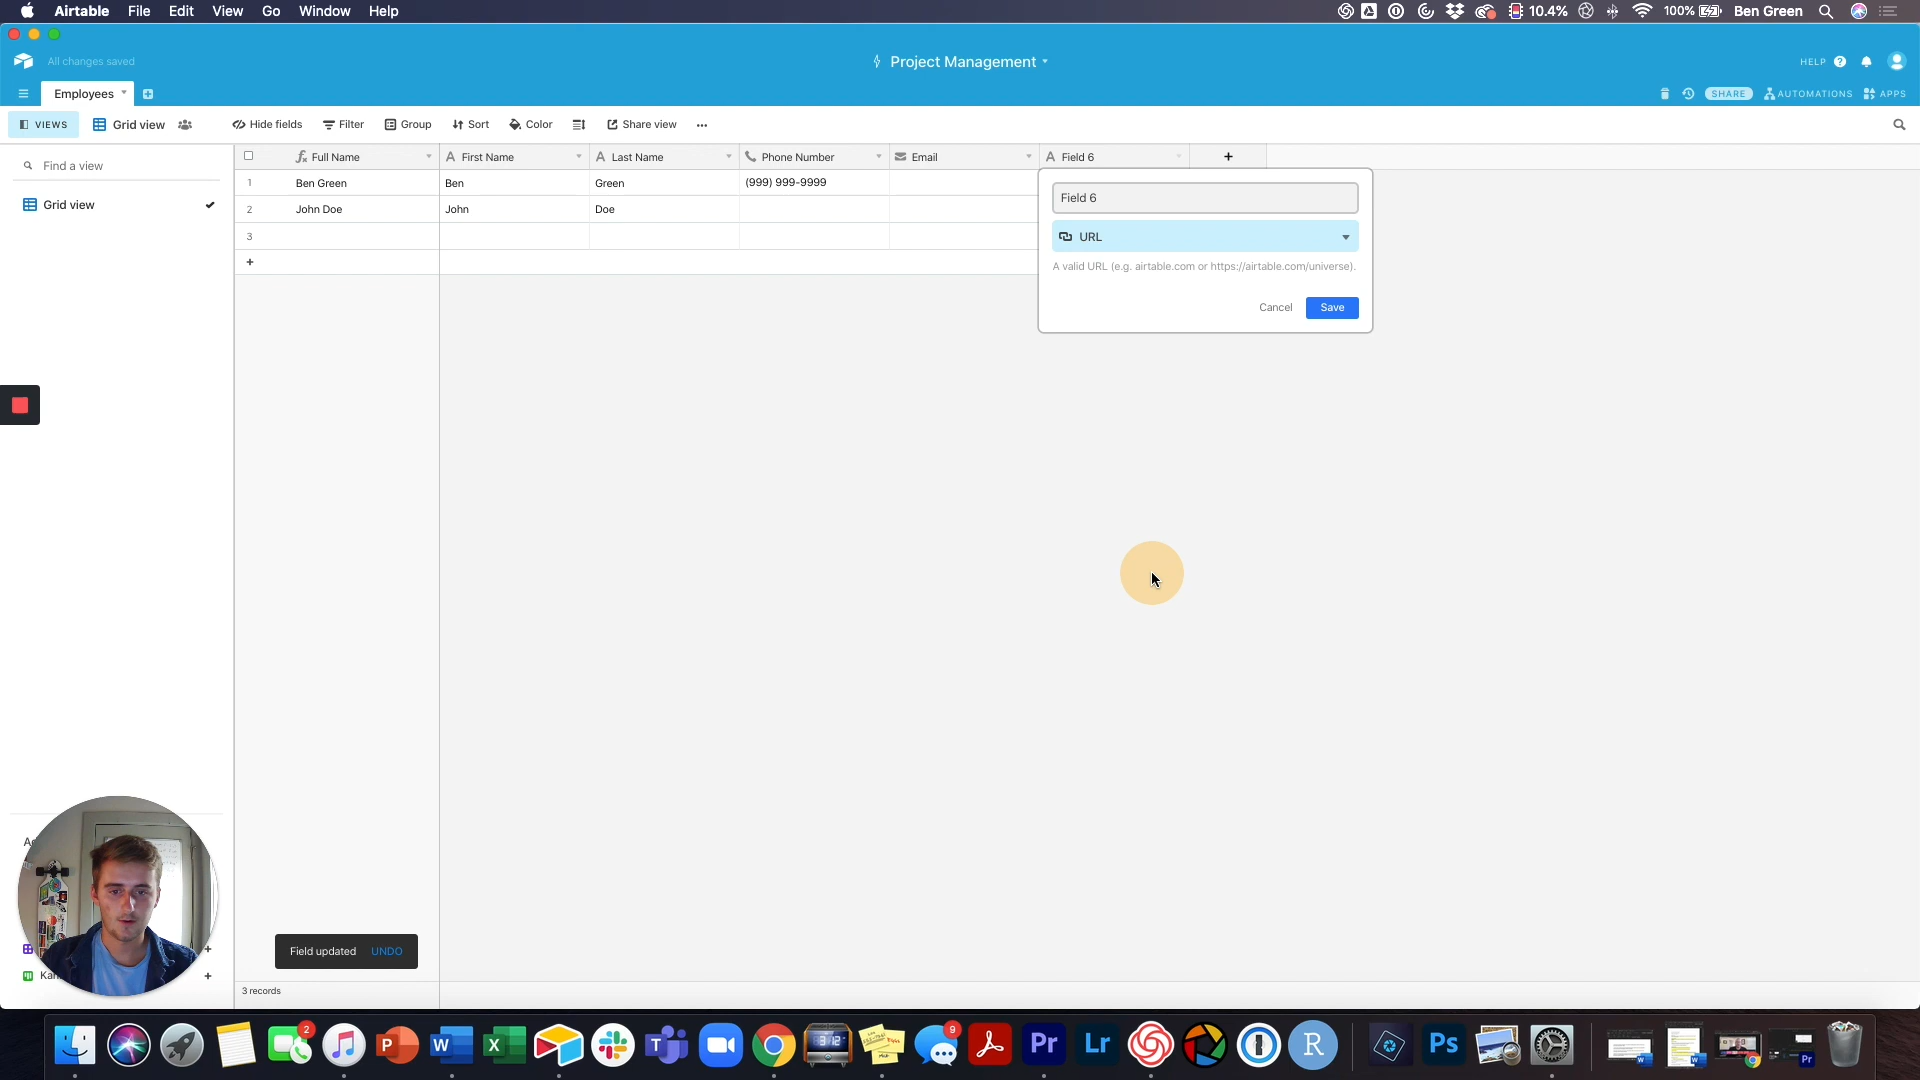 Airtable File Edit View Go Window Help
10.4% 100% Ben Green
All changes saved
Project Management
HELP
Employees
SHARE AUTOMATIONS APPS
VIEWS Grid view Hide fields Filter Group Sort Color Share view
Find a view
Grid view
Full Name First Name Last Name Phone Number Email Field 6
1 Ben Green Ben Green (999) 999-9999
2 John Doe John Doe
3
Field 6
URL
A valid URL (e.g. airtable.com or https://airtable.com/universe).
Cancel Save
Field updated UNDO
3 records
2
9